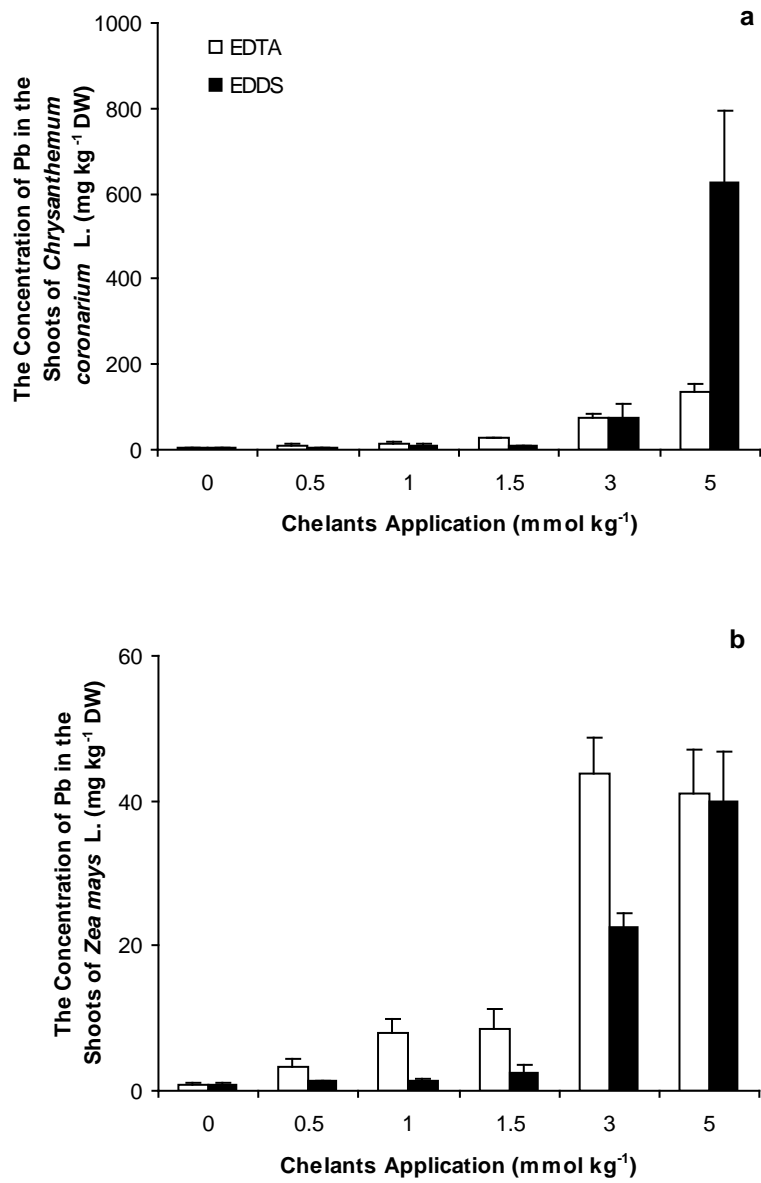 a
1000
800
600
400
200
0
EDTA
EDDS
The Concentration of Pb in the
Shoots of Chrysanthemum
coronarium L. (mg kg⁻¹ DW)
0 0.5 1 1.5 3 5
Chelants Application (mmol kg⁻¹)
b
60
40
20
0
The Concentration of Pb in the
Shoots of Zea mays L. (mg kg⁻¹ DW)
0 0.5 1 1.5 3 5
Chelants Application (mmol kg⁻¹)